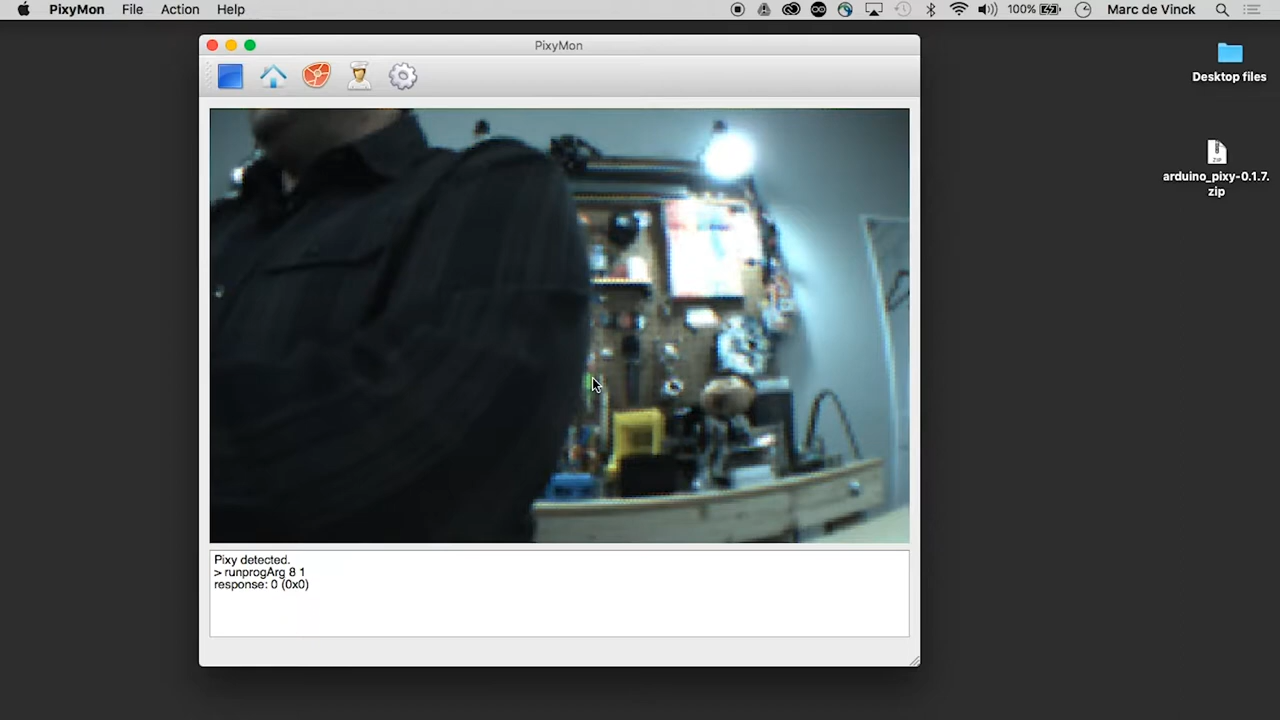 PixyMon File Action Help 100% Marc de Vinck
PixyMon
Desktop files
arduino_pixy-0.1.7.
zip
Pixy detected.
> runprogArg 8 1
response: 0 (0x0)